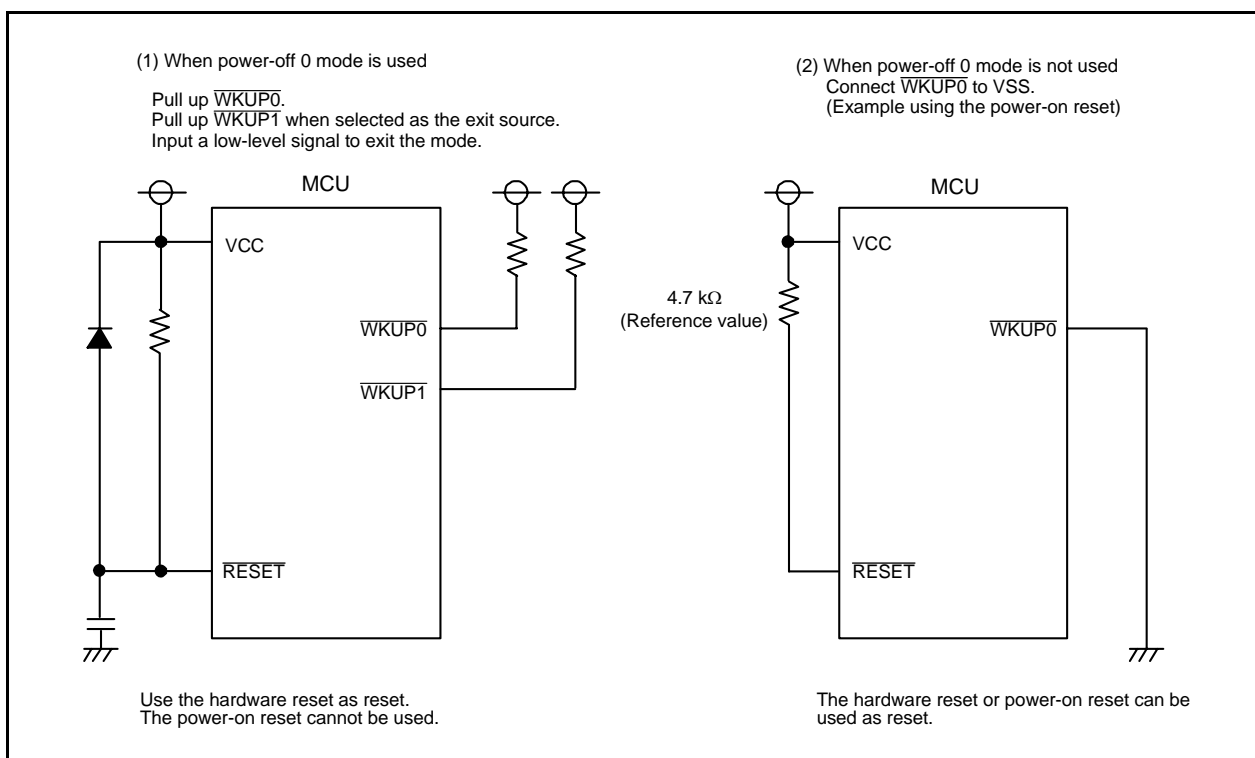 (1) When power-off 0 mode is used
Pull up WKUP0.
Pull up WKUP1 when selected as the exit source.
Input a low-level signal to exit the mode.
MCU
VCC
WKUP0
WKUP1
RESET
Use the hardware reset as reset.
The power-on reset cannot be used.
(2) When power-off 0 mode is not used
Connect WKUP0 to VSS.
(Example using the power-on reset)
MCU
VCC
4.7 kΩ
(Reference value)
WKUP0
RESET
The hardware reset or power-on reset can be
used as reset.